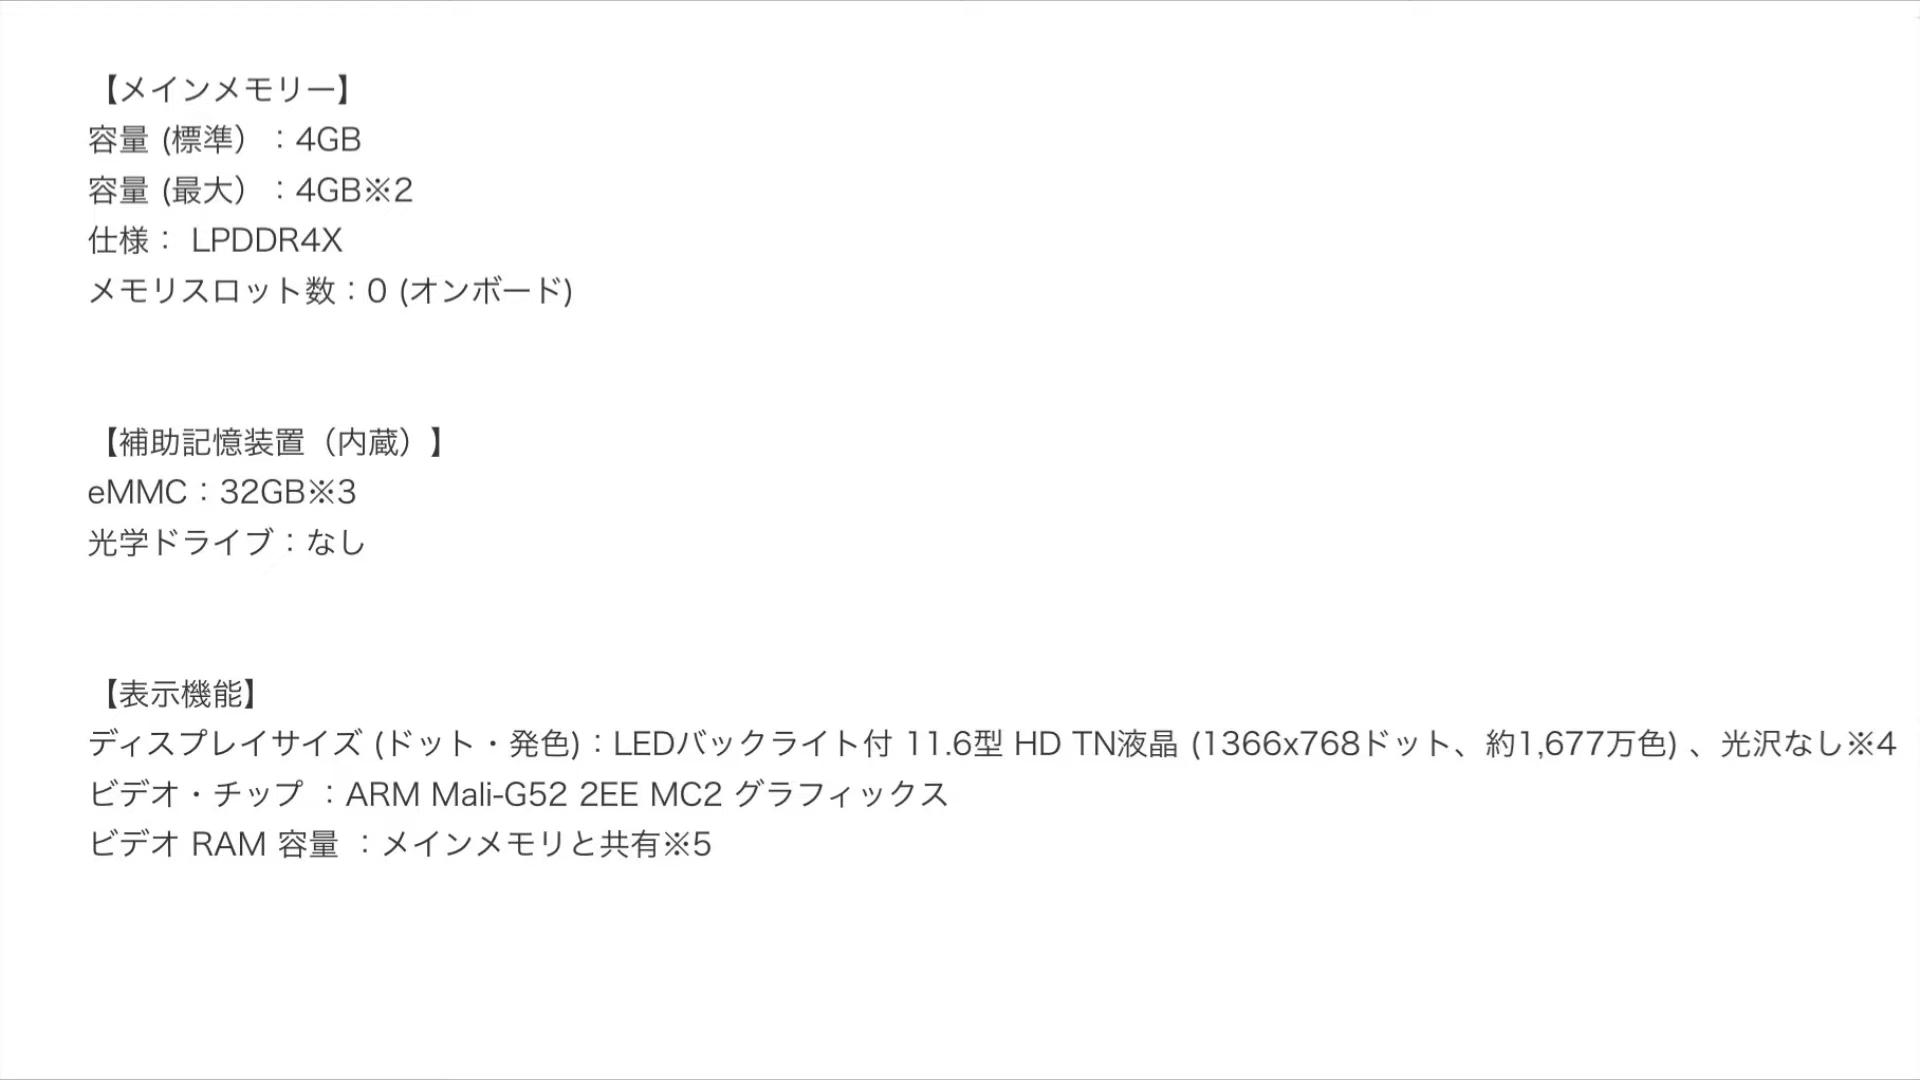 【メインメモリー】
容量 (標準）：4GB
容量 (最大）：4GB※2
仕様： LPDDR4X
メモリスロット数：0 (オンボード)
【補助記憶装置（内蔵）】
eMMC：32GB※3
光学ドライブ：なし
【表示機能】
ディスプレイサイズ (ドット・発色)：LEDバックライト付 11.6型 HD TN液晶 (1366x768ドット、約1,677万色) 、光沢なし※4
ビデオ・チップ ：ARM Mali-G52 2EE MC2 グラフィックス
ビデオ RAM 容量 ：メインメモリと共有※5